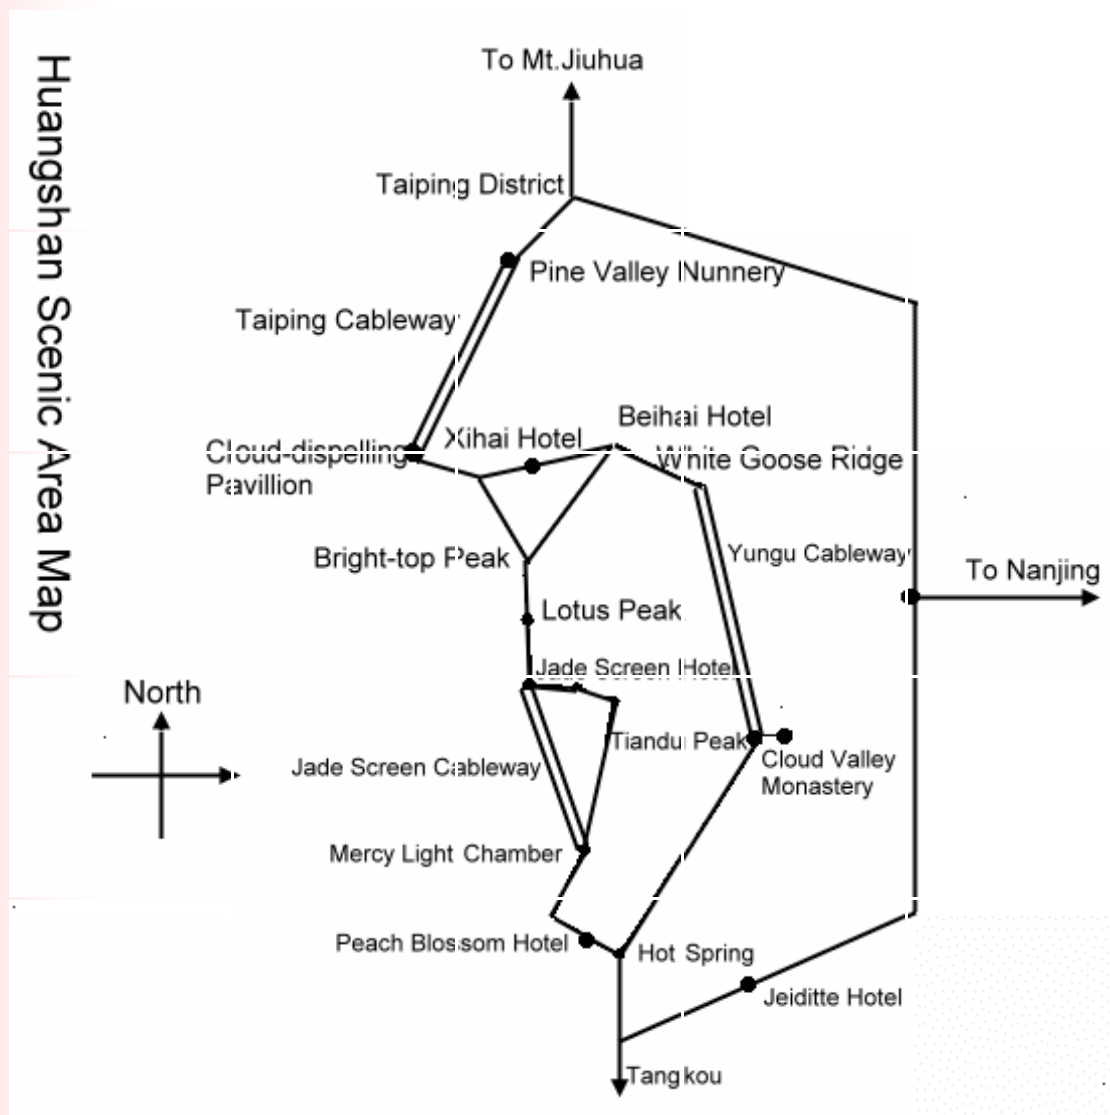 Huangshan Scenic Area Map
To Mt.Jiuhua
Taiping District
Pine Valley Nunnery
Taiping Cableway
Beihai Hotel
Xihai Hotel
Cloud-dispelling
Pavillion
White Goose Ridge
Yungu Cableway
Bright-top Peak
To Nanjing
Lotus Peak
Jade Screen Hotel
North
Tiandu Peak
Cloud Valley
Monastery
Jade Screen Cableway
Mercy Light Chamber
Peach Blossom Hotel
Hot Spring
Jeiditte Hotel
Tangkou